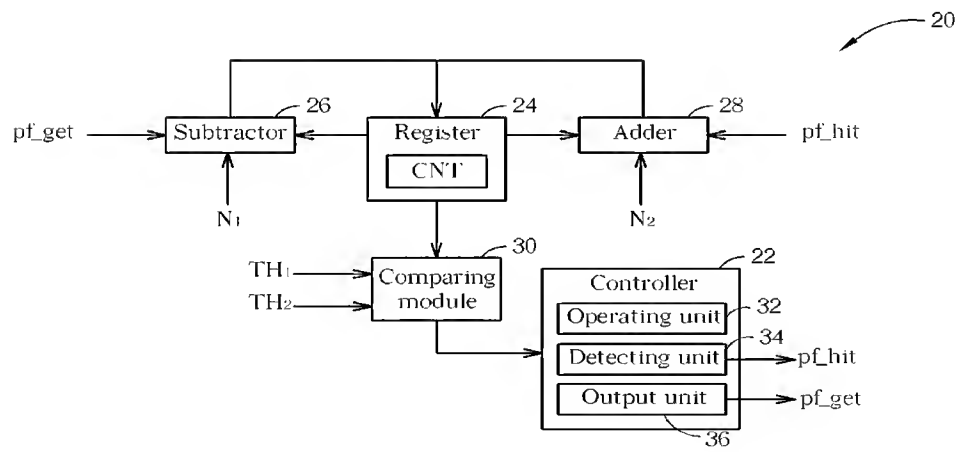 20
26
24
28
pf_get
Subtractor
Register
Adder
pf_hit
CNT
N1
N2
30
TH1
TH2
Comparing
module
22
Controller
Operating unit
32
Detecting unit
34
pf_hit
Output unit
pf_get
36